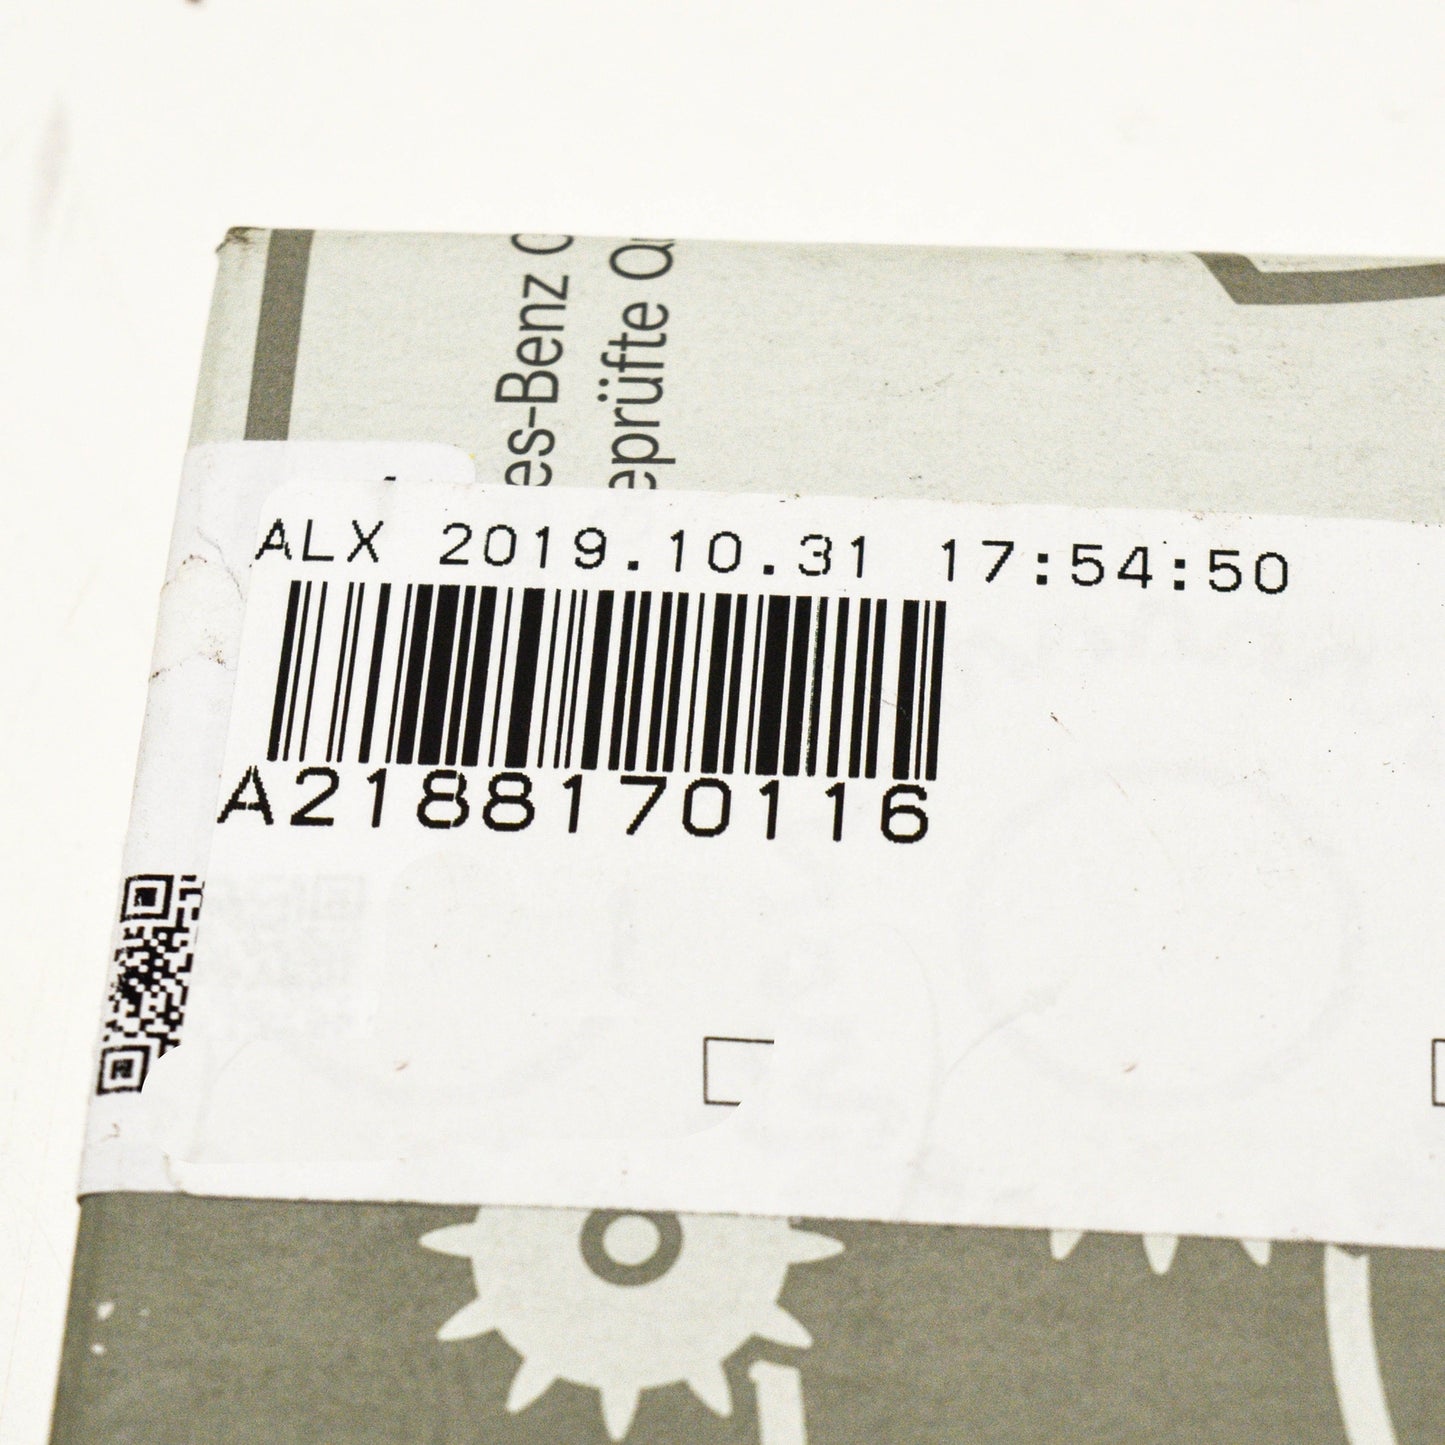 es-Benz
eprüfte
ALX 2019.10.31 17:54:50
A2188170116